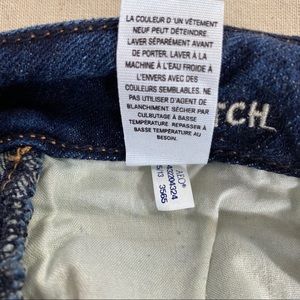 LA COULEUR D'UN VÊTEMENT
NEUF PEUT DÉTEINDRE.
LAVER SÉPARÉMENT AVANT
DE PORTER. LAVER À LA
MACHINE À L'EAU FROIDE À
L'ENVERS AVEC DES
COULEURS SEMBLABLES. NE
PAS UTILISER D'AGENT DE
BLANCHIMENT. SÉCHER PAR
CULBUTAGE À BASSE
TEMPÉRATURE. REPASSER À
BASSE TEMPÉRATURE AU
BESOIN.
TCH
AEO
3565